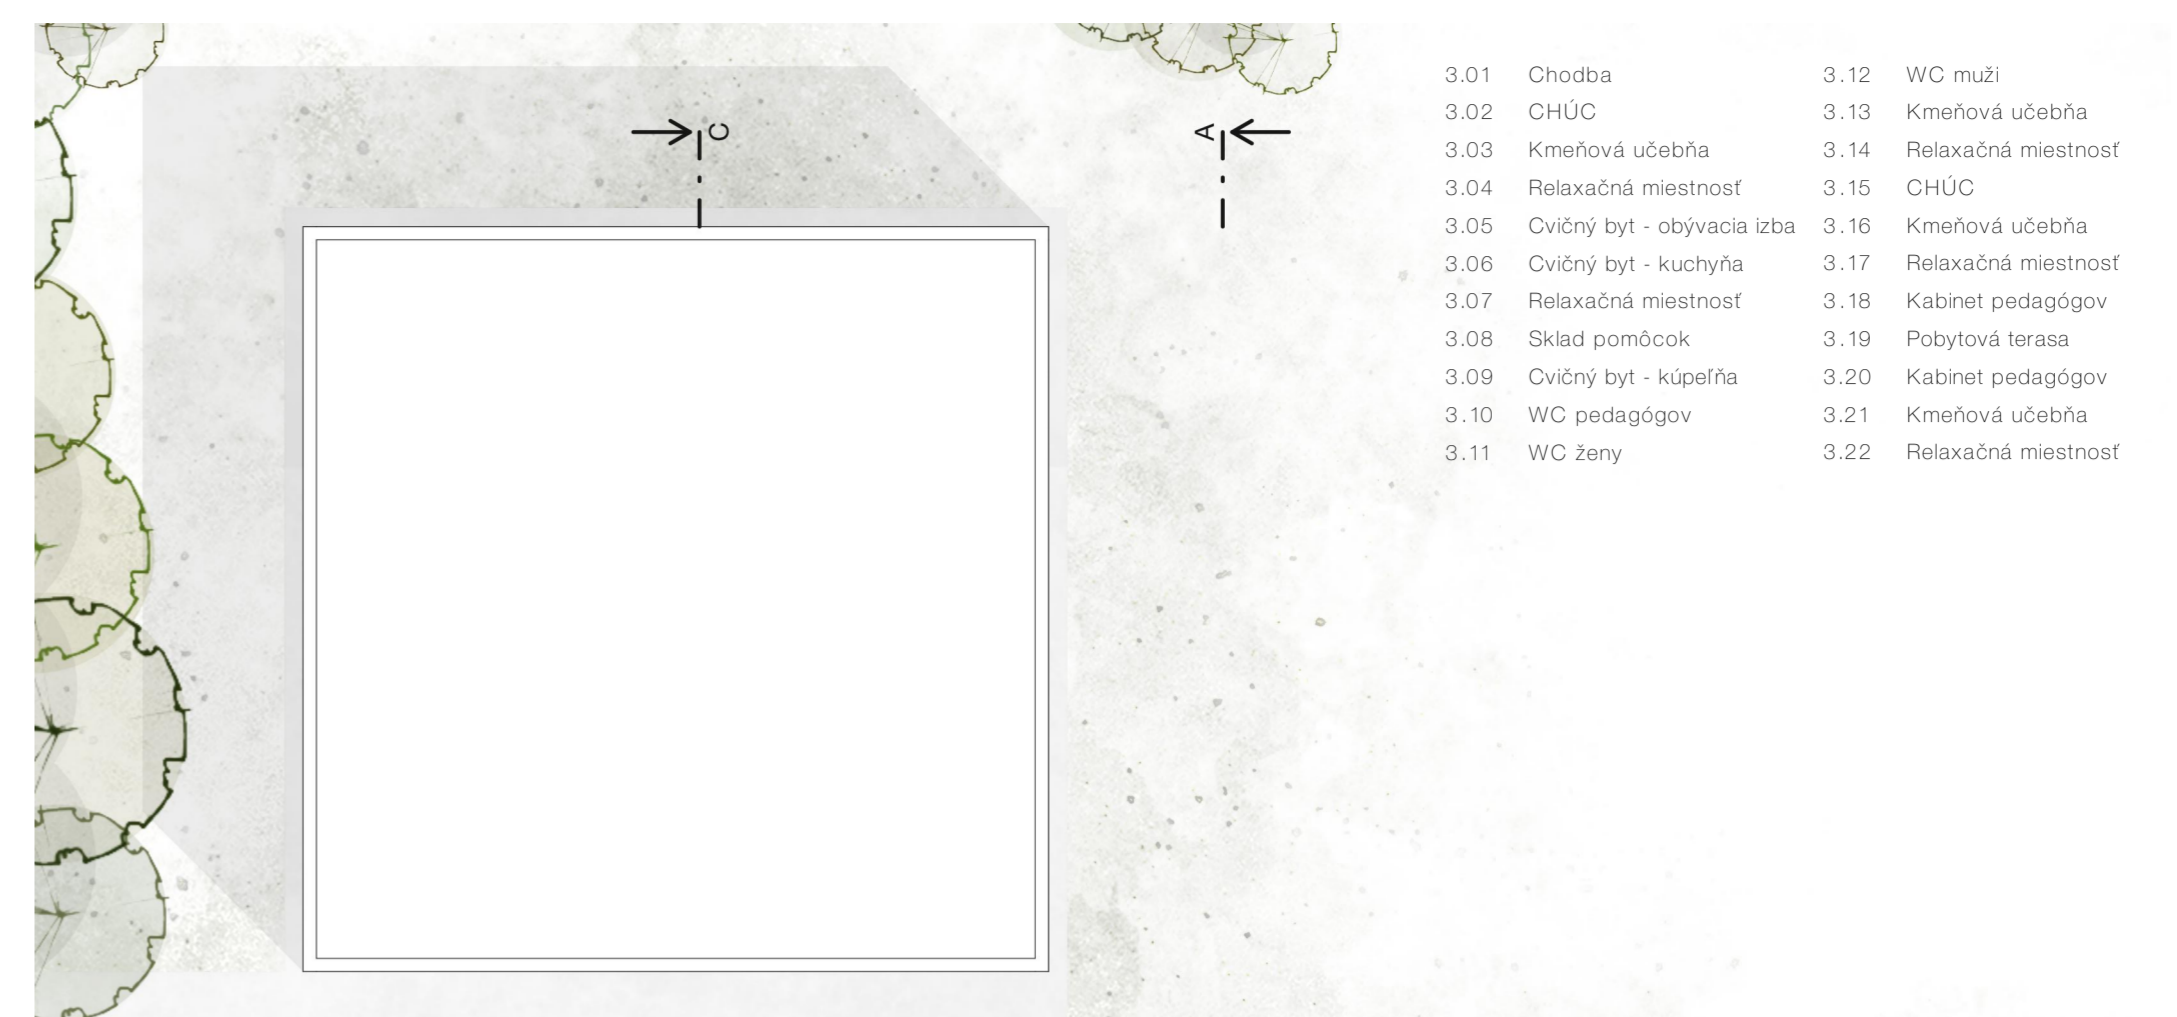 C
A
3.01 Chodba
3.02 CHÚC
3.03 Kmeňová učebňa
3.04 Relaxačná miestnosť
3.05 Cvičný byt - obývacia izba
3.06 Cvičný byt - kuchyňa
3.07 Relaxačná miestnosť
3.08 Sklad pomôcok
3.09 Cvičný byt - kúpeľňa
3.10 WC pedagógov
3.11 WC ženy
3.12 WC muži
3.13 Kmeňová učebňa
3.14 Relaxačná miestnosť
3.15 CHÚC
3.16 Kmeňová učebňa
3.17 Relaxačná miestnosť
3.18 Kabinet pedagógov
3.19 Pobytová terasa
3.20 Kabinet pedagógov
3.21 Kmeňová učebňa
3.22 Relaxačná miestnosť